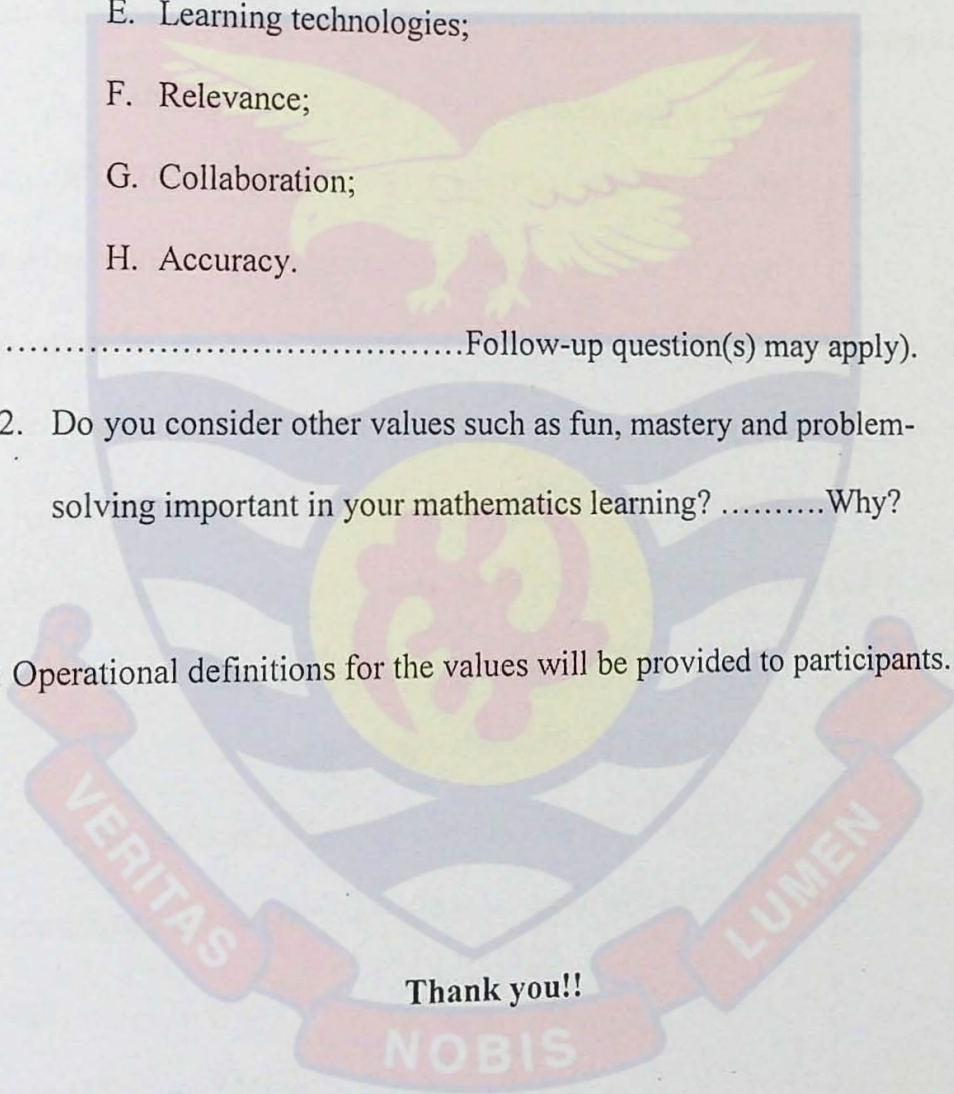 E. Learning technologies;
F. Relevance;
G. Collaboration;
H. Accuracy.
..........................................Follow-up question(s) may apply).
2. Do you consider other values such as fun, mastery and problem-
solving important in your mathematics learning? ..........Why?
Operational definitions for the values will be provided to participants.
Thank you!!
VERITAS
NOBIS
LUMEN